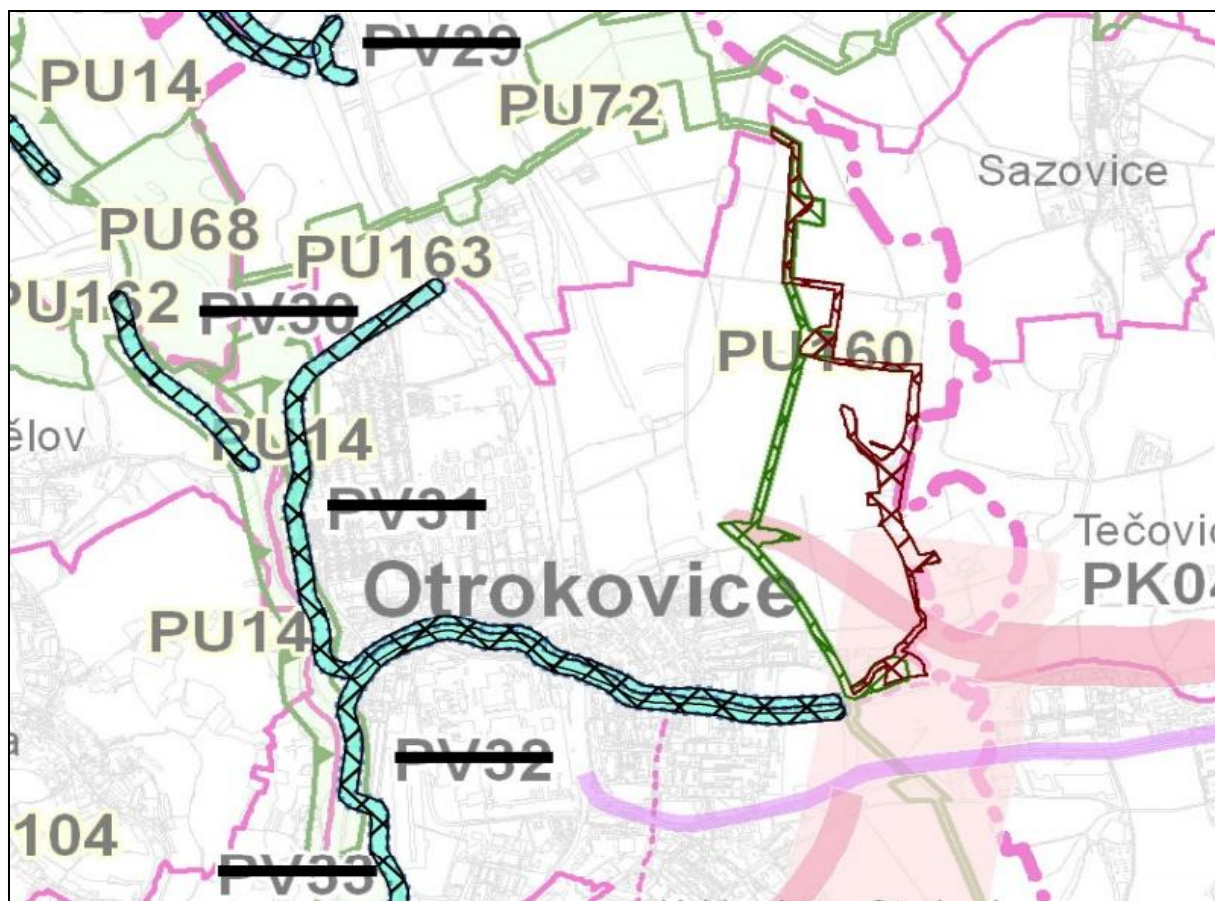 PV29
PU14
PU72
Sazovice
PU68
PU163
PU162
PV30
PU160
ělov
PU14
PV31
Tečovic
Otrokovice
PK04
PU14
PV32
104
PV33